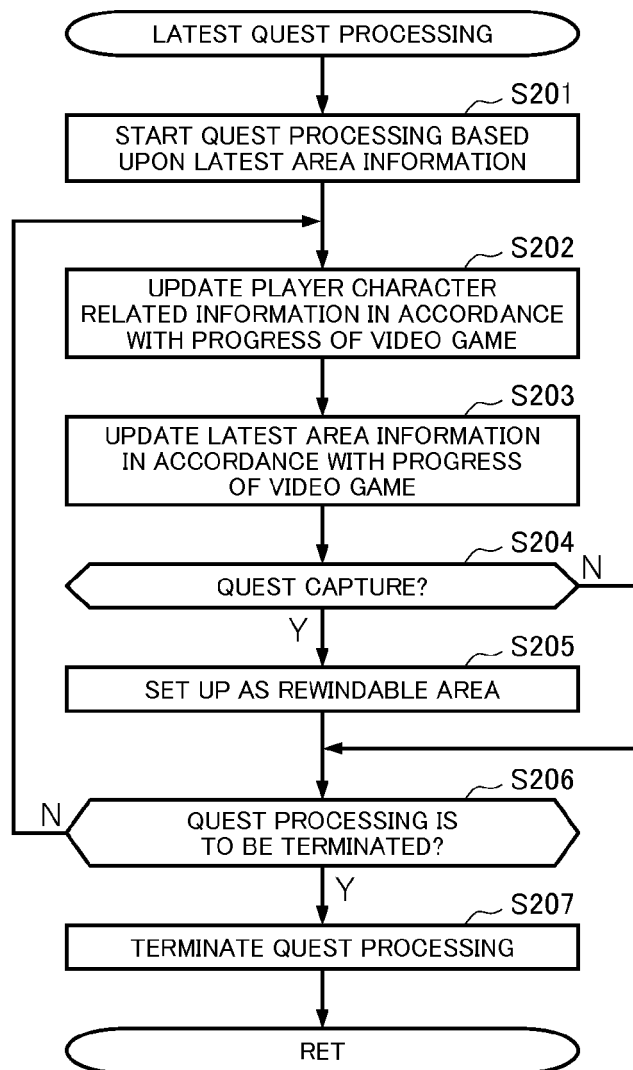 LATEST QUEST PROCESSING
S201
START QUEST PROCESSING BASED
UPON LATEST AREA INFORMATION
S202
UPDATE PLAYER CHARACTER
RELATED INFORMATION IN ACCORDANCE
WITH PROGRESS OF VIDEO GAME
S203
UPDATE LATEST AREA INFORMATION
IN ACCORDANCE WITH PROGRESS
OF VIDEO GAME
S204
QUEST CAPTURE?
N
Y
S205
SET UP AS REWINDABLE AREA
S206
N
QUEST PROCESSING IS
TO BE TERMINATED?
Y
S207
TERMINATE QUEST PROCESSING
RET